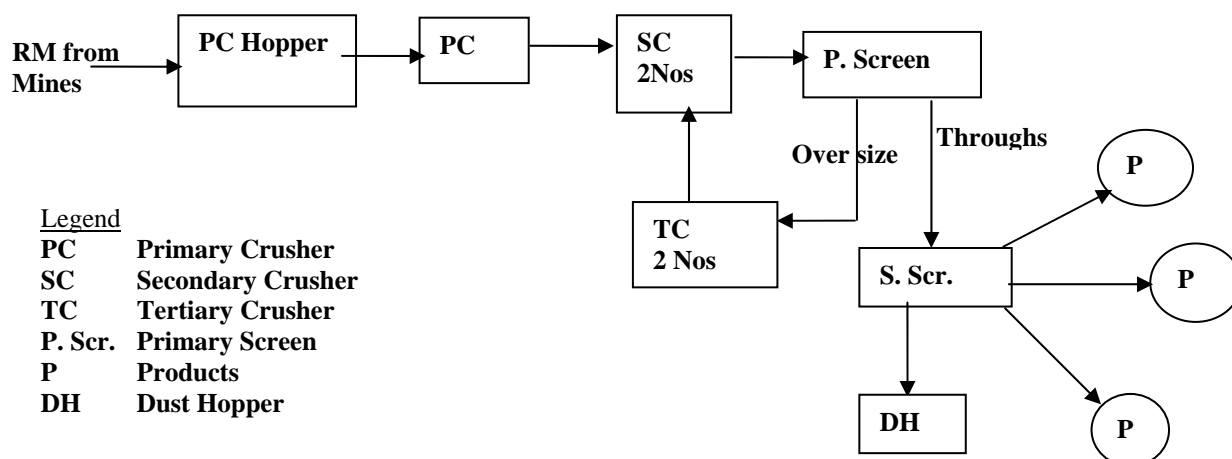 RM from
Mines
PC Hopper
PC
SC
2Nos
P. Screen
Over size
Throughs
P
TC
2 Nos
S. Scr.
P
DH
P
Legend
PC Primary Crusher
SC Secondary Crusher
TC Tertiary Crusher
P. Scr. Primary Screen
P Products
DH Dust Hopper